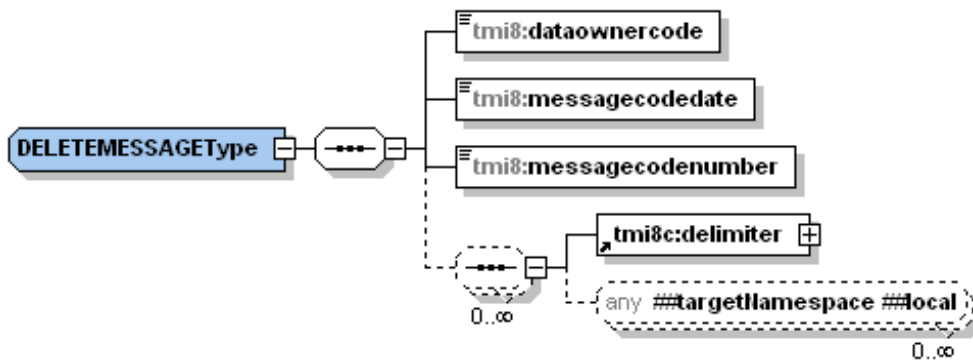 tmi8:dataownercode
tmi8:messagecodedate
DELETEMESSAGEType
tmi8:messagecodenumber
tmi8c:delimiter
0..∞
any ##targetNamespace ##local
0..∞